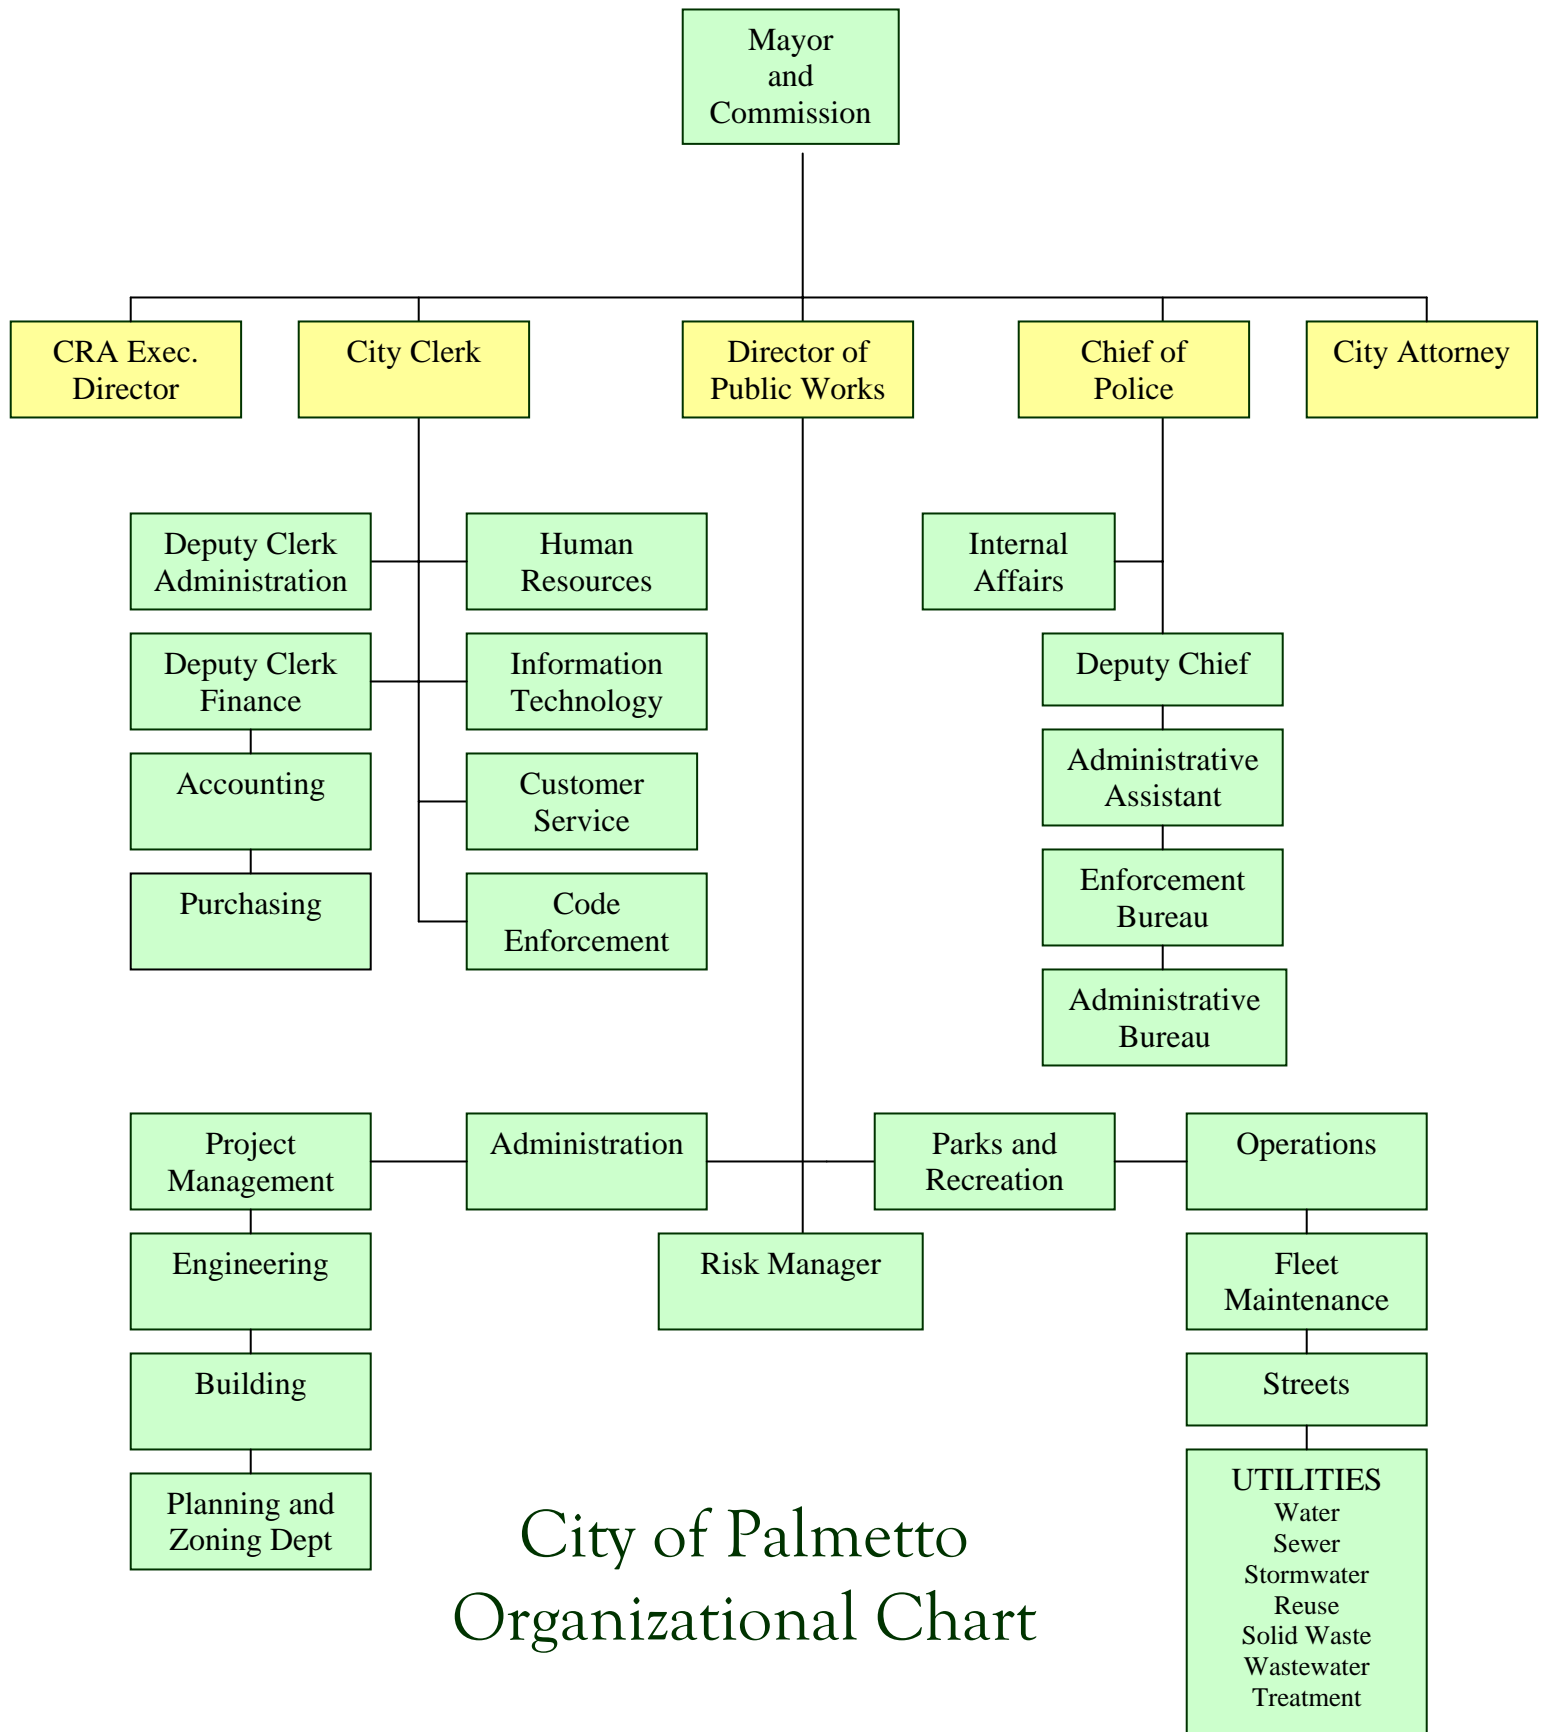 Mayor
and
Commission
CRA Exec.
Director
City Clerk
Director of
Public Works
Chief of
Police
City Attorney
Deputy Clerk
Administration
Human
Resources
Internal
Affairs
Deputy Clerk
Finance
Information
Technology
Deputy Chief
Accounting
Customer
Service
Administrative
Assistant
Purchasing
Code
Enforcement
Enforcement
Bureau
Administrative
Bureau
Project
Management
Administration
Parks and
Recreation
Operations
Engineering
Risk Manager
Fleet
Maintenance
Building
Streets
Planning and
Zoning Dept
UTILITIES
Water
Sewer
Stormwater
Reuse
Solid Waste
Wastewater
Treatment
City of Palmetto
Organizational Chart